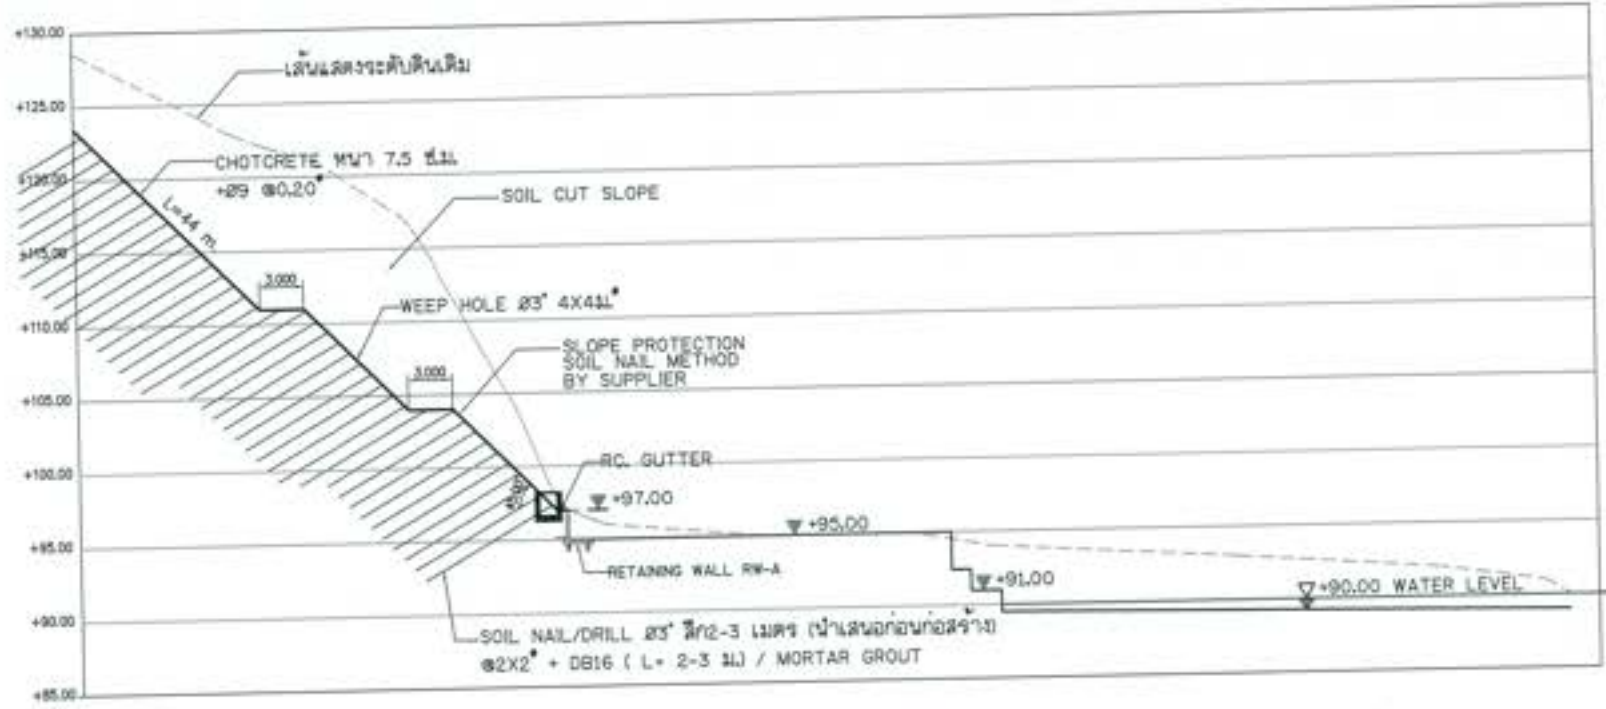 +130.00
เส้นแสดงระดับดินเดิม
+125.00
CHOTCRETE หนา 7.5 ซ.ม.
+120.00
+Ø9 @0.20#
SOIL CUT SLOPE
L=44 m.
+115.00
3.000
WEEP HOLE Ø3" 4X4ม.#
+110.00
SLOPE PROTECTION
SOIL NAIL METHOD
BY SUPPLIER
3.000
+105.00
RC. GUTTER
+100.00
+97.00
+95.00
+95.00
RETAINING WALL RW-A
+91.00
+90.00 WATER LEVEL
+90.00
SOIL NAIL/DRILL Ø3" ลึก2-3 เมตร (นำเสนอก่อนก่อสร้าง)
@2X2# + DB16 ( L= 2-3 ม.) / MORTAR GROUT
+85.00